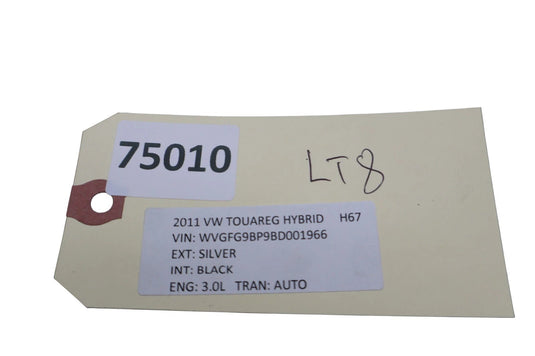 75010
LT8
2011 VW TOUAREG HYBRID H67
VIN: WVGFG9BP9BD001966
EXT: SILVER
INT: BLACK
ENG: 3.0L TRAN: AUTO